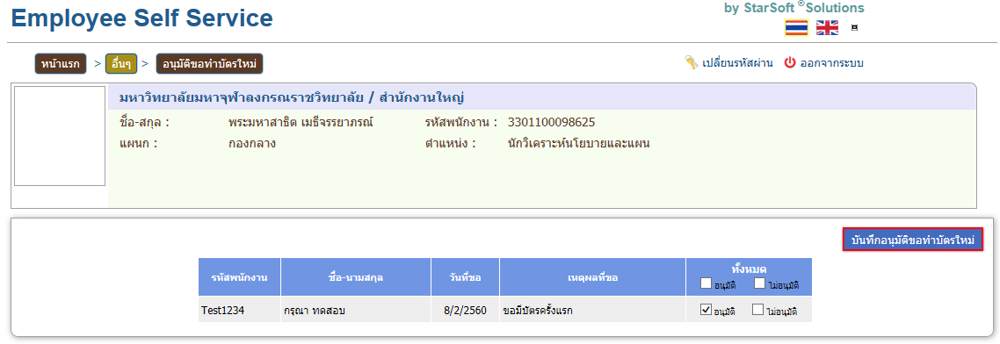 Employee Self Service
by StarSoft ®Solutions
หน้าแรก > อื่นๆ > อนุมัติขอทำบัตรใหม่
เปลี่ยนรหัสผ่าน ออกจากระบบ
มหาวิทยาลัยมหาจุฬาลงกรณราชวิทยาลัย / สำนักงานใหญ่
ชื่อ-สกุล : พระมหาสาธิต เมธีจรรยาภรณ์ รหัสพนักงาน : 3301100098625
แผนก : กองกลาง ตำแหน่ง : นักวิเคราะห์นโยบายและแผน
บันทึกอนุมัติขอทำบัตรใหม่
รหัสพนักงาน ชื่อ-นามสกุล วันที่ขอ เหตุผลที่ขอ ทั้งหมด
อนุมัติ ไม่อนุมัติ
Test1234 กรุณา ทดสอบ 8/2/2560 ขอมีบัตรครั้งแรก อนุมัติ ไม่อนุมัติ